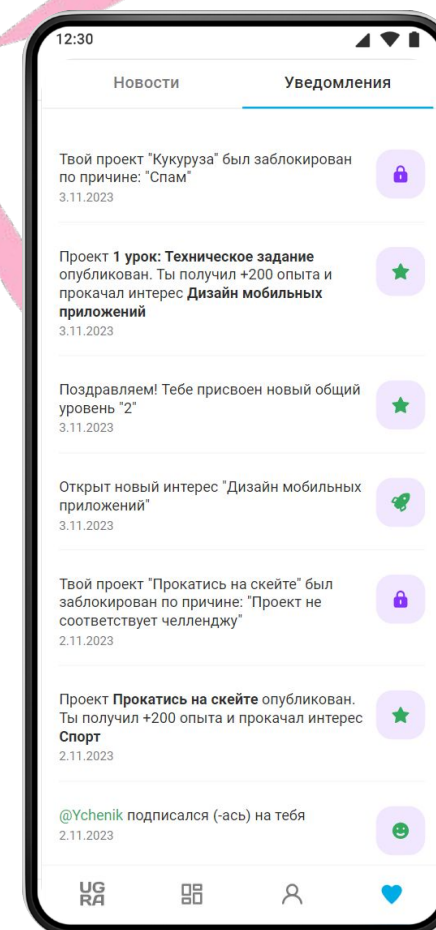 12:30
Новости
Уведомления
Твой проект "Кукуруза" был заблокирован
по причине: "Спам"
3.11.2023
Проект 1 урок: Техническое задание
опубликован. Ты получил +200 опыта и
прокачал интерес Дизайн мобильных
приложений
3.11.2023
Поздравляем! Тебе присвоен новый общий
уровень "2"
3.11.2023
Открыт новый интерес "Дизайн мобильных
приложений"
3.11.2023
Твой проект "Прокатись на скейте" был
заблокирован по причине: "Проект не
соответствует челленджу"
2.11.2023
Проект Прокатись на скейте опубликован.
Ты получил +200 опыта и прокачал интерес
Спорт
2.11.2023
@Ychenik подписался (-ась) на тебя
2.11.2023
UG
RA